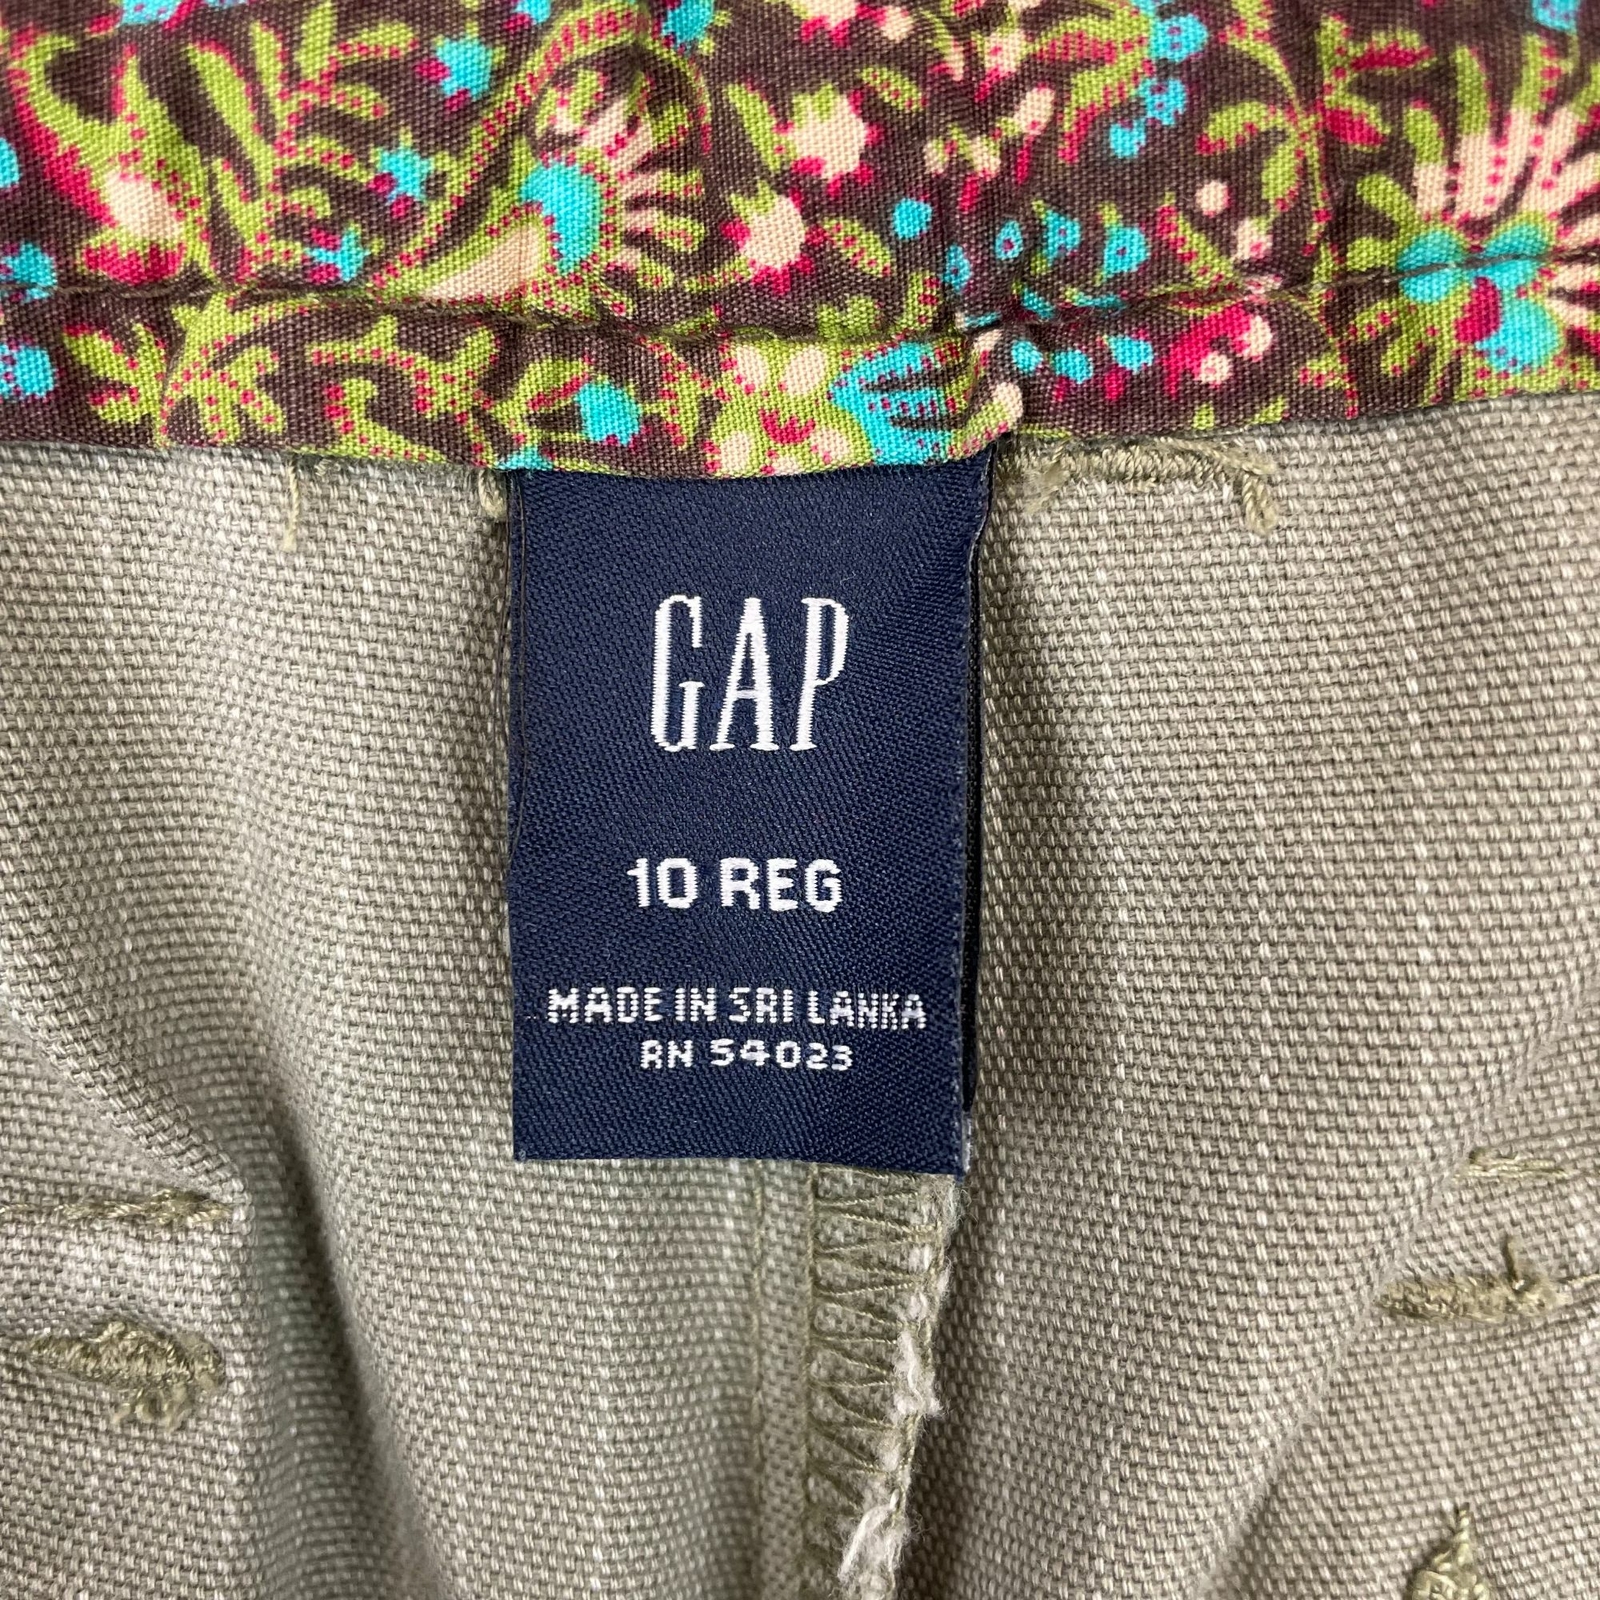 GAP
10 REG
MADE IN SRI LANKA
RN 54023